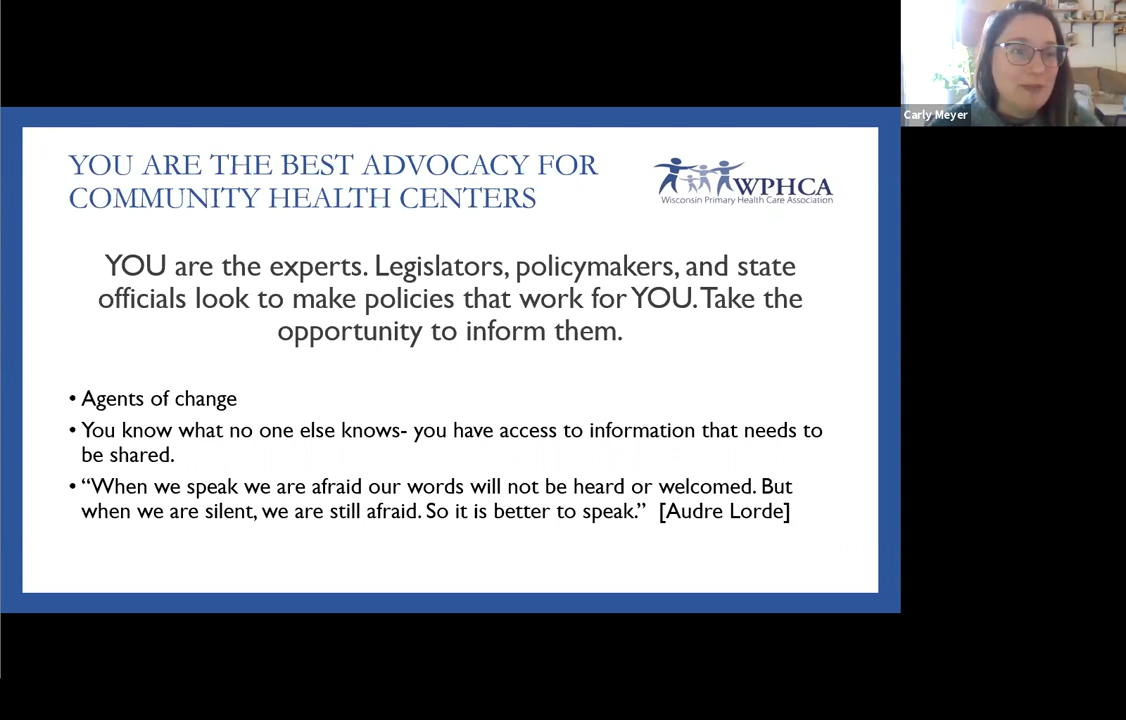 Carly Meyer
YOU ARE THE BEST ADVOCACY FOR
COMMUNITY HEALTH CENTERS
WPHCA
Wisconsin Primary Health Care Association
YOU are the experts. Legislators, policymakers, and state
officials look to make policies that work for YOU. Take the
opportunity to inform them.
• Agents of change
• You know what no one else knows- you have access to information that needs to
be shared.
• “When we speak we are afraid our words will not be heard or welcomed. But
when we are silent, we are still afraid. So it is better to speak.” [Audre Lorde]